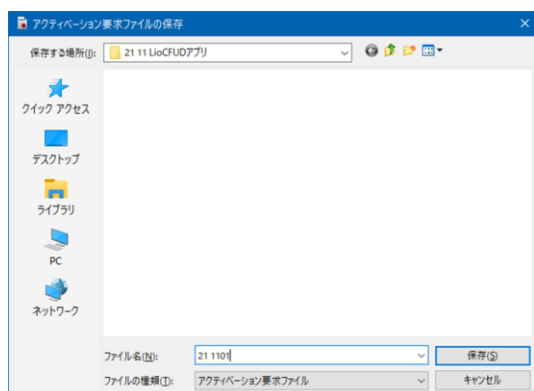 アクティベーション要求ファイルの保存
保存する場所(I):
21 11 LioCFUDアプリ
クイック アクセス
デスクトップ
ライブラリ
PC
ネットワーク
ファイル名(N):
21 1101
保存(S)
ファイルの種類(T):
アクティベーション要求ファイル
キャンセル